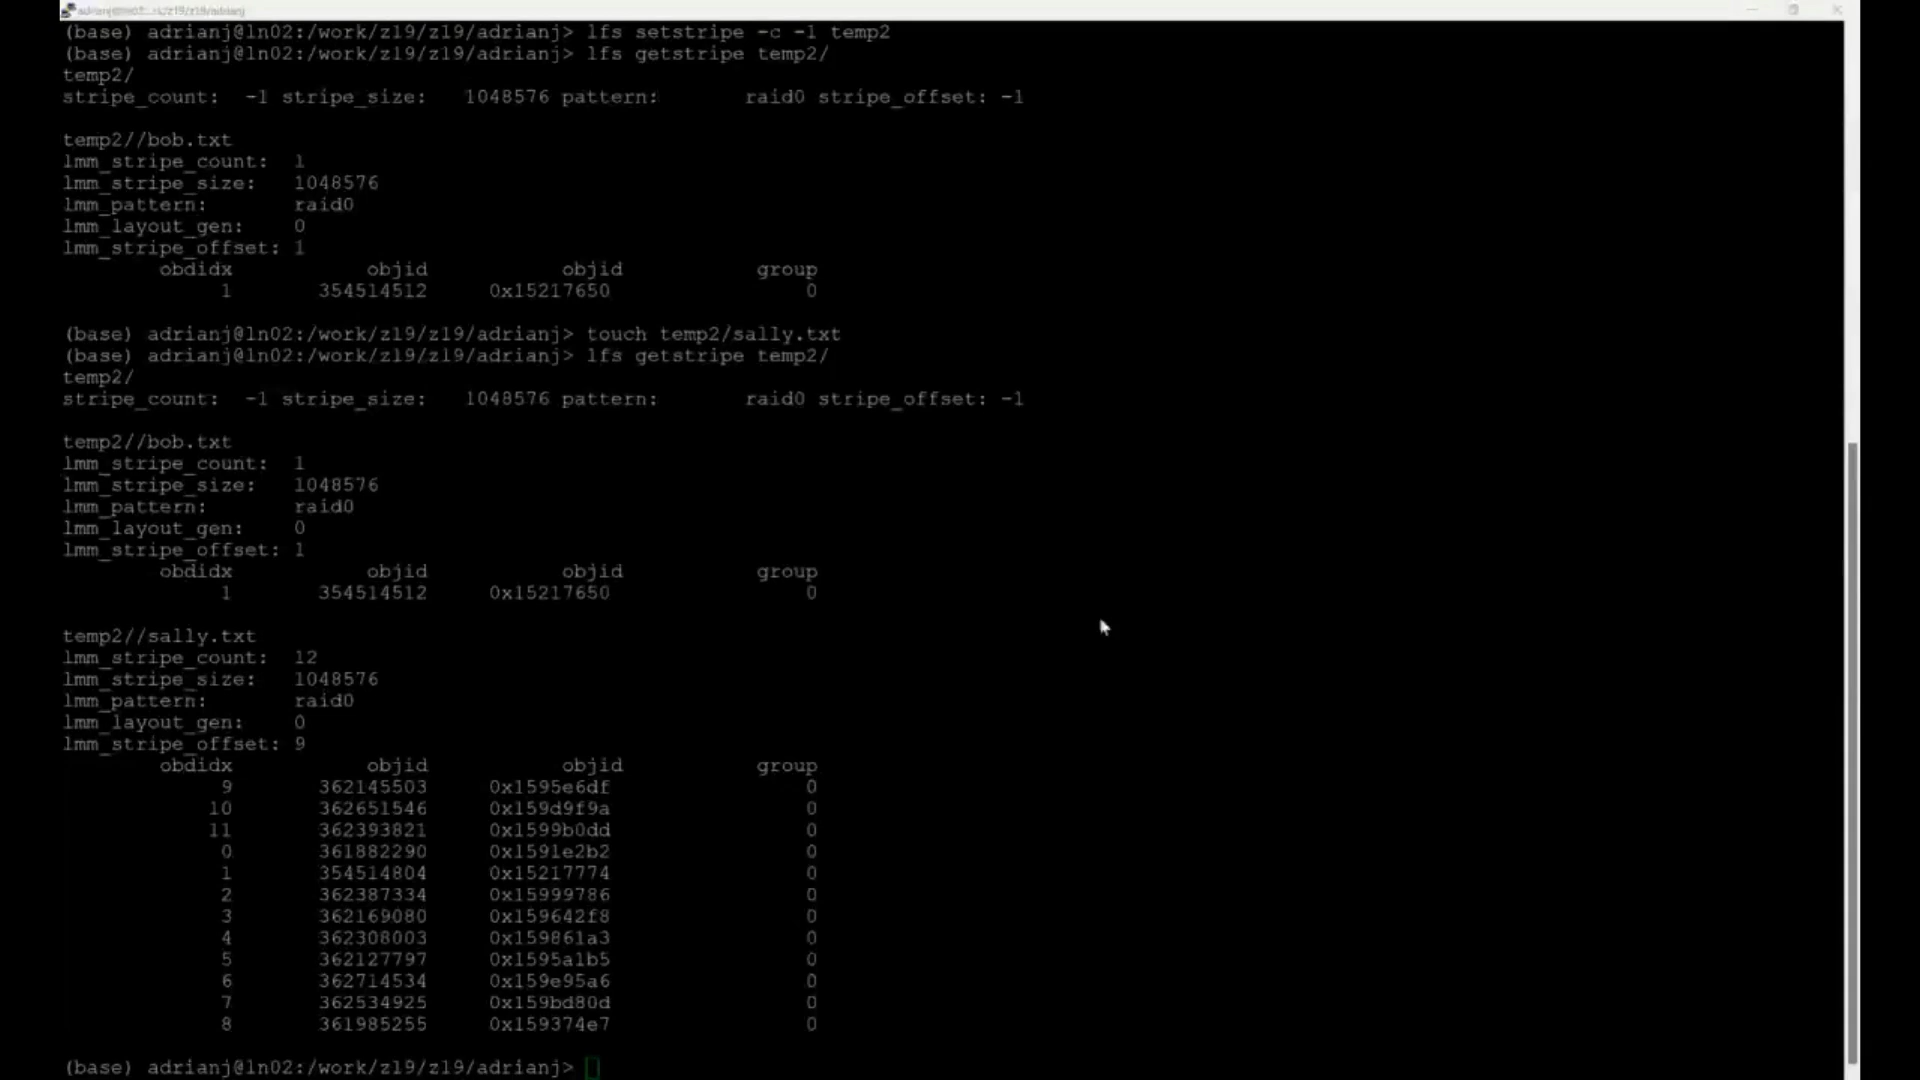 (base) adrianj@ln02:/work/z19/z19/adrianj> lfs setstripe -c -1 temp2
(base) adrianj@ln02:/work/z19/z19/adrianj> lfs getstripe temp2/
temp2/
stripe_count:  -1 stripe_size:   1048576 pattern:       raid0 stripe_offset: -1
temp2//bob.txt
lmm_stripe_count:  1
lmm_stripe_size:   1048576
lmm_pattern:       raid0
lmm_layout_gen:    0
lmm_stripe_offset: 1
obdidx           objid           objid           group
1       354514512     0x15217650                0
(base) adrianj@ln02:/work/z19/z19/adrianj> touch temp2/sally.txt
(base) adrianj@ln02:/work/z19/z19/adrianj> lfs getstripe temp2/
temp2/
stripe_count:  -1 stripe_size:   1048576 pattern:       raid0 stripe_offset: -1
temp2//bob.txt
lmm_stripe_count:  1
lmm_stripe_size:   1048576
lmm_pattern:       raid0
lmm_layout_gen:    0
lmm_stripe_offset: 1
obdidx           objid           objid           group
1       354514512     0x15217650                0
temp2//sally.txt
lmm_stripe_count:  12
lmm_stripe_size:   1048576
lmm_pattern:       raid0
lmm_layout_gen:    0
lmm_stripe_offset: 9
obdidx           objid           objid           group
9       362145503     0x1595e6df                0
10       362651546     0x159d9f9a                0
11       362393821     0x1599b0dd                0
0       361882290     0x1591e2b2                0
1       354514804     0x15217774                0
2       362387334     0x15999786                0
3       362169080     0x159642f8                0
4       362308003     0x159861a3                0
5       362127797     0x1595a1b5                0
6       362714534     0x159e95a6                0
7       362534925     0x159bd80d                0
8       361985255     0x159374e7                0
(base) adrianj@ln02:/work/z19/z19/adrianj>